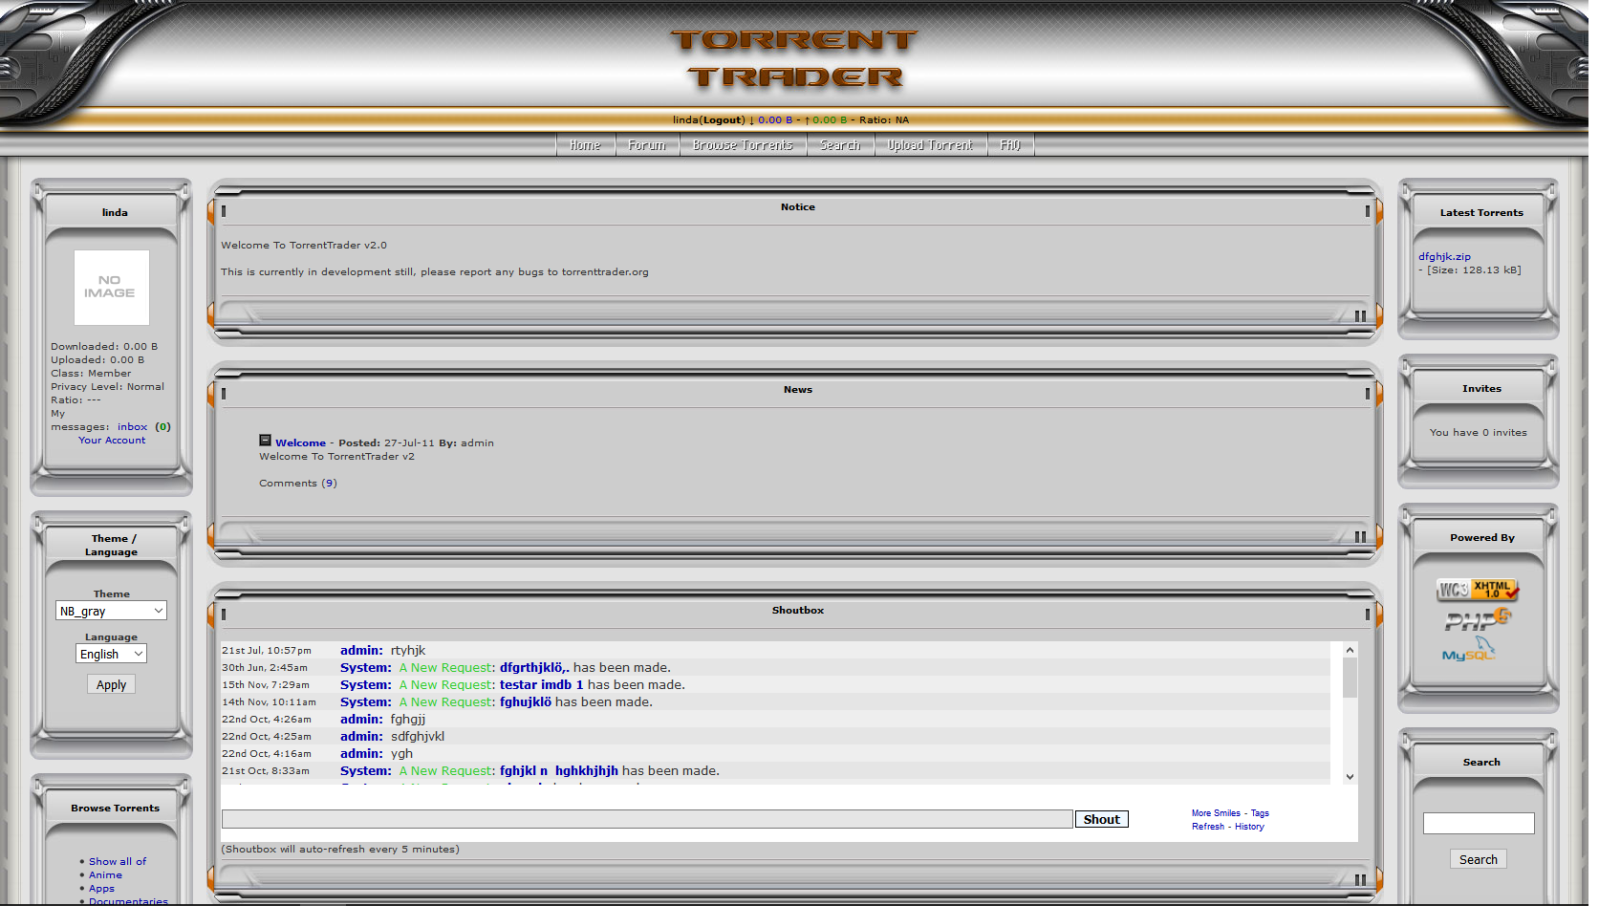 TORRENT
TRADER
linda(Logout) ↓ 0.00 B - ↑ 0.00 B - Ratio: NA
Home Forum Browse Torrents Search Upload Torrent FAQ
linda
NO
IMAGE
Downloaded: 0.00 B
Uploaded: 0.00 B
Class: Member
Privacy Level: Normal
Ratio: ---
My
messages: inbox (0)
Your Account
Theme /
Language
Theme
NB_gray
Language
English
Apply
Browse Torrents
• Show all of
• Anime
• Apps
• Documentaries
Notice
Welcome To TorrentTrader v2.0
This is currently in development still, please report any bugs to torrenttrader.org
News
Welcome - Posted: 27-Jul-11 By: admin
Welcome To TorrentTrader v2
Comments (9)
Shoutbox
21st Jul, 10:57pm admin: rtyhjk
30th Jun, 2:45am System: A New Request: dfgrthjklö,. has been made.
15th Nov, 7:29am System: A New Request: testar imdb 1 has been made.
14th Nov, 10:11am System: A New Request: fghujklö has been made.
22nd Oct, 4:26am admin: fghgjj
22nd Oct, 4:25am admin: sdfghjvkl
22nd Oct, 4:16am admin: ygh
21st Oct, 8:33am System: A New Request: fghjkl n hghkhjhjh has been made.
Shout
More Smiles - Tags
Refresh - History
(Shoutbox will auto-refresh every 5 minutes)
Latest Torrents
dfghjk.zip
- [Size: 128.13 kB]
Invites
You have 0 invites
Powered By
WC3 XHTML
1.0
PHP5
MySQL
Search
Search